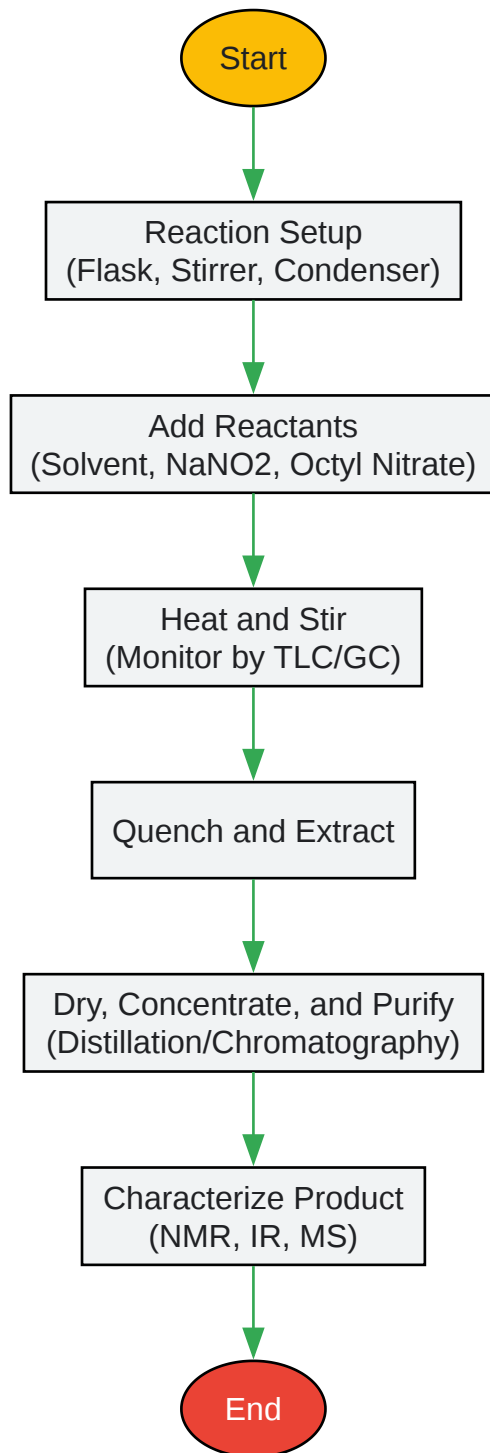 Start
Reaction Setup
(Flask, Stirrer, Condenser)
Add Reactants
(Solvent, NaNO2, Octyl Nitrate)
Heat and Stir
(Monitor by TLC/GC)
Quench and Extract
Dry, Concentrate, and Purify
(Distillation/Chromatography)
Characterize Product
(NMR, IR, MS)
End